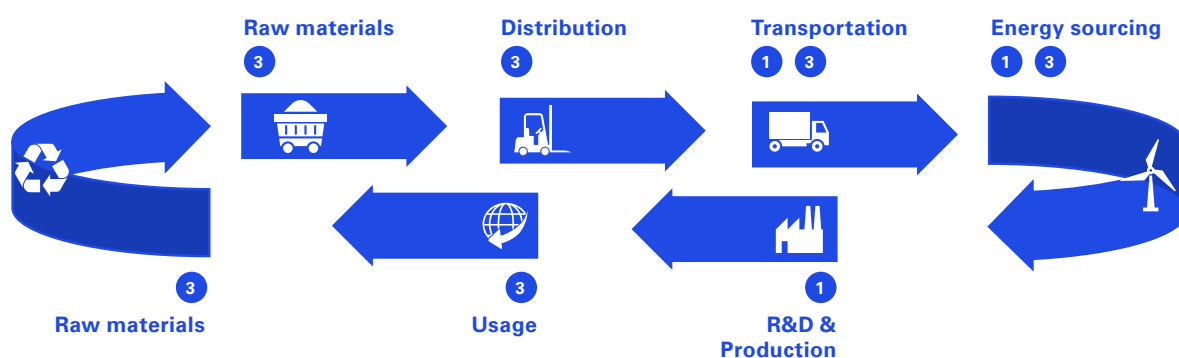 Raw materials
3
Distribution
3
Transportation
1 3
Energy sourcing
1 3
3
Raw materials
3
Usage
1
R&D &
Production